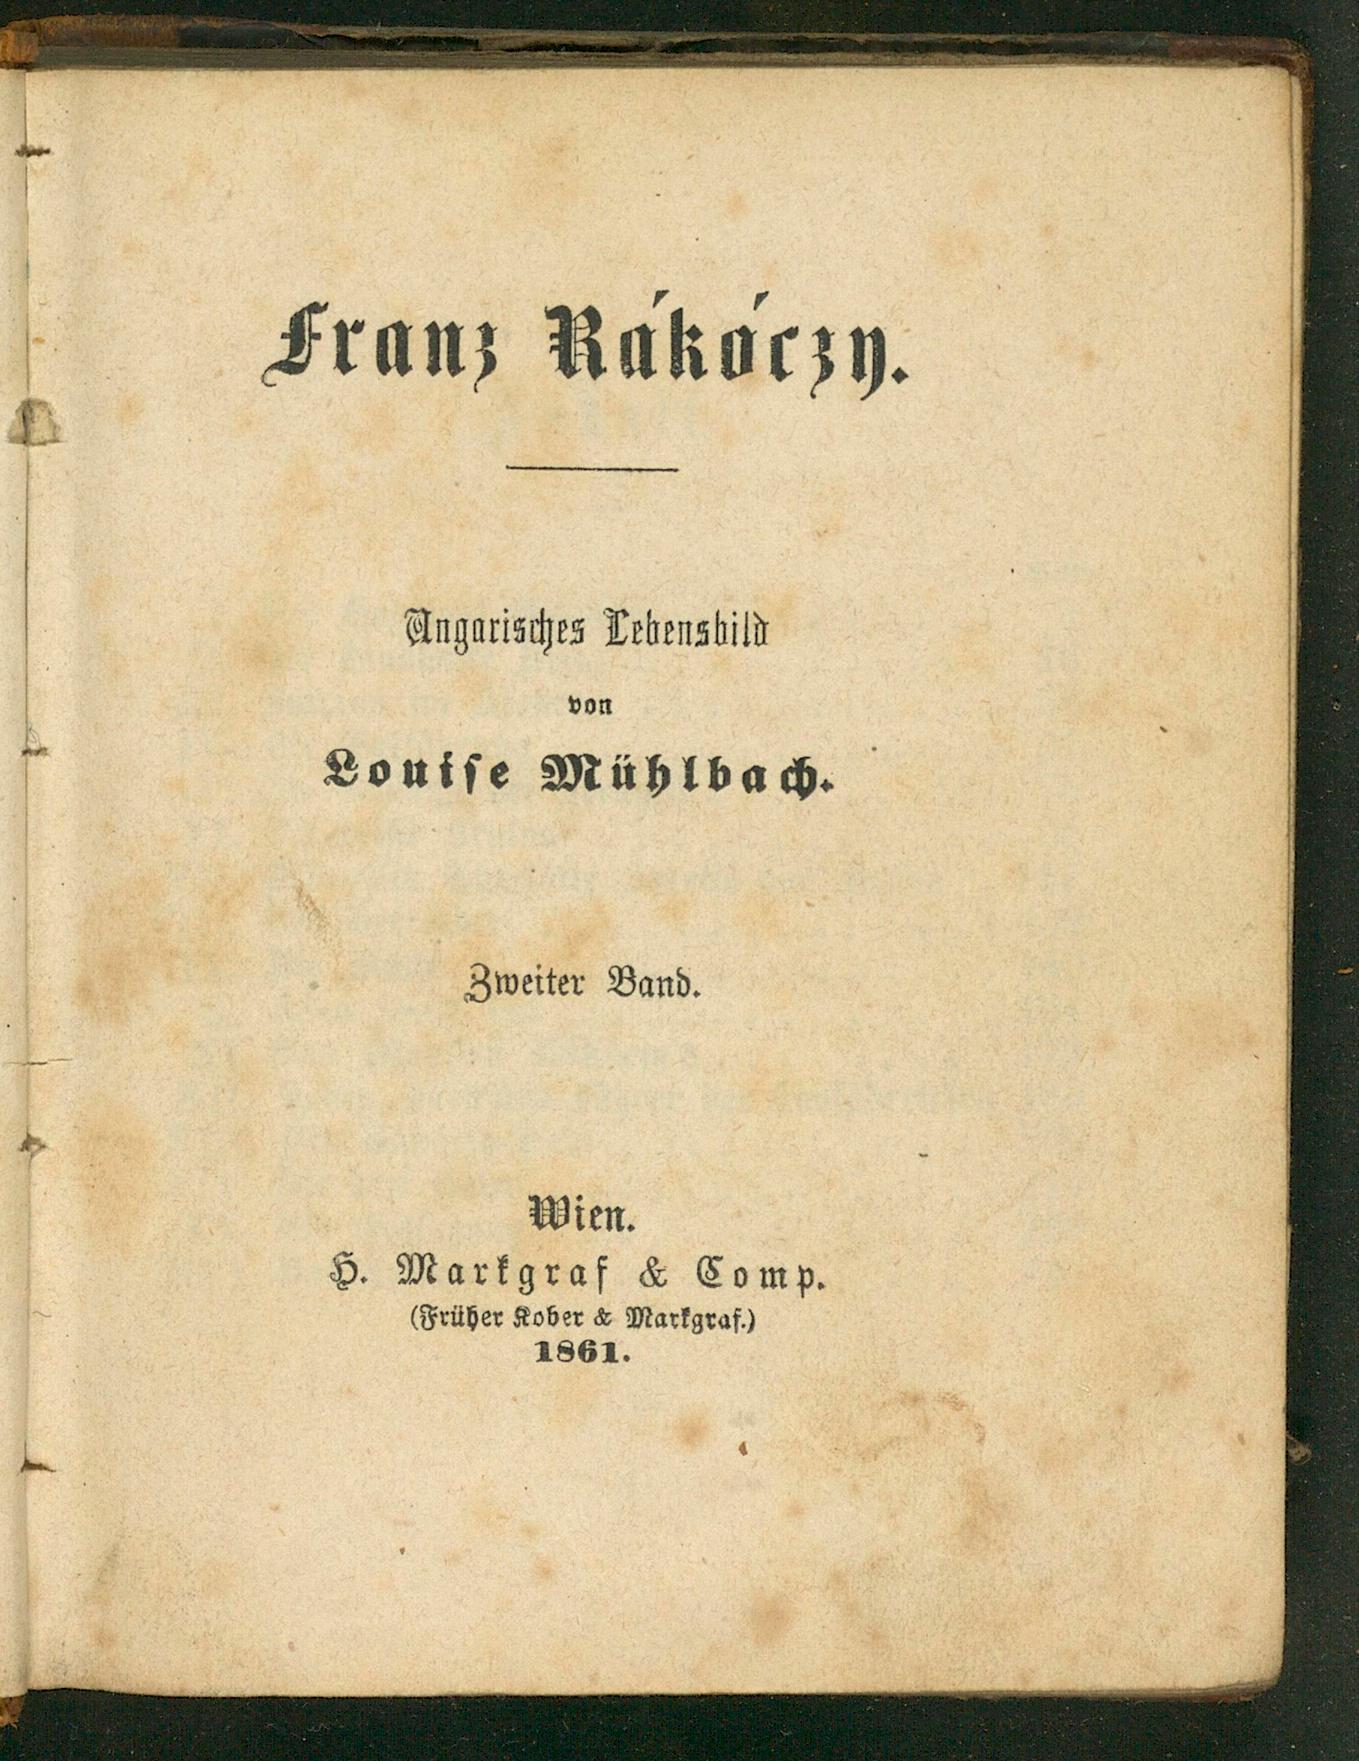 Franz Rákóczy.
Ungarisches Lebensbild
von
Louise Mühlbach.
Zweiter Band.
Wien.
H. Markgraf & Comp.
(Früher Kober & Markgraf.)
1861.